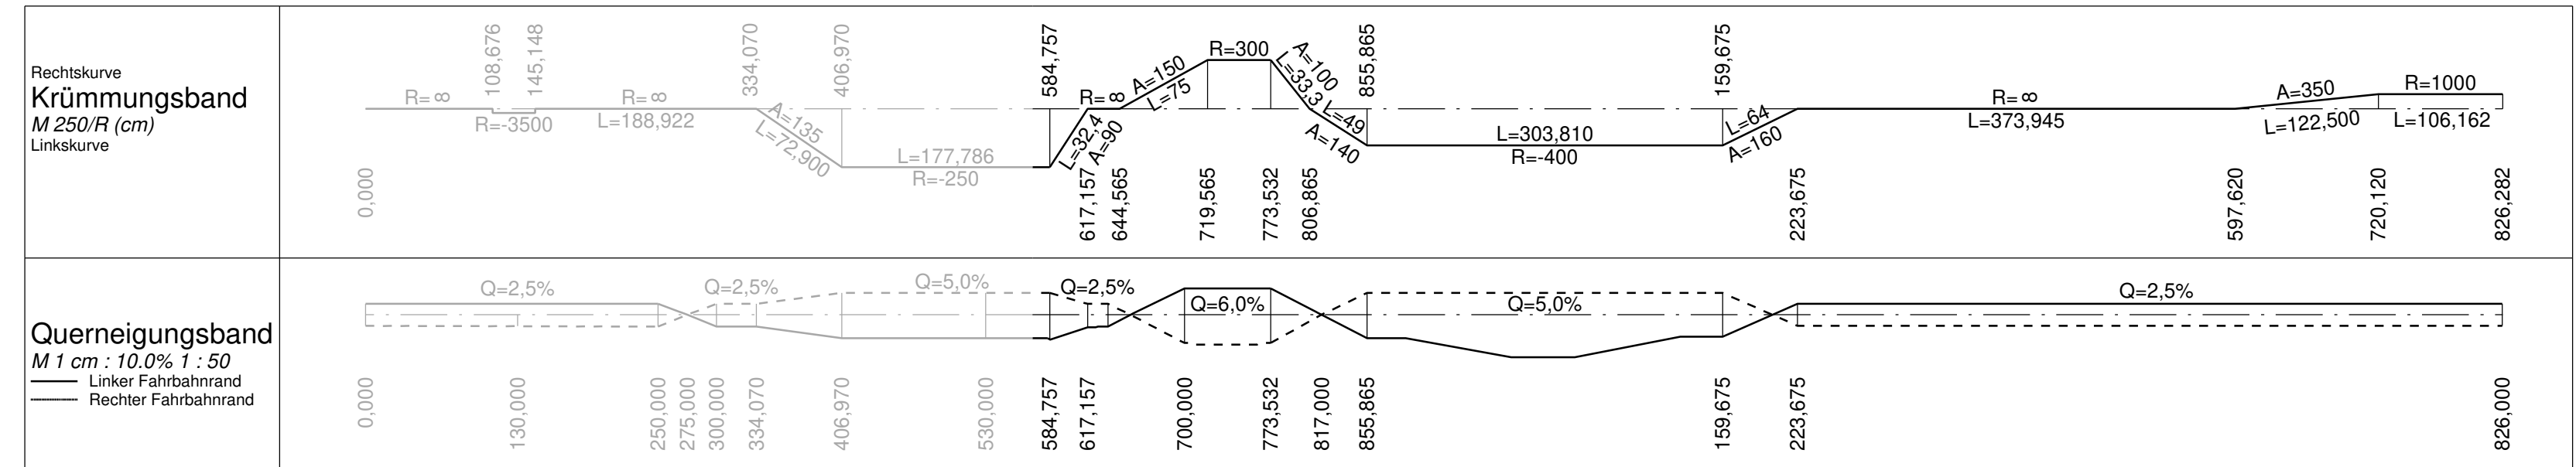 Rechtskurve
Krümmungsband
M 250/R (cm)
Linkskurve
108,676
145,148
334,070
406,970
584,757
855,865
159,675
R=∞
R=-3500
R=∞
L=188,922
A=135
L=72,900
L=177,786
R=-250
L=32,4
A=90
R=∞
A=150
L=75
R=300
A=100
L=33,3
L=49
A=140
L=303,810
R=-400
L=64
A=160
R=∞
L=373,945
A=350
L=122,500
R=1000
L=106,162
0,000
617,157
644,565
719,565
773,532
806,865
223,675
597,620
720,120
826,282
Querneigungsband
M 1 cm : 10.0% 1 : 50
Linker Fahrbahnrand
Rechter Fahrbahnrand
Q=2,5%
Q=2,5%
Q=5,0%
Q=2,5%
Q=6,0%
Q=5,0%
Q=2,5%
0,000
130,000
250,000
275,000
300,000
334,070
406,970
530,000
584,757
617,157
700,000
773,532
817,000
855,865
159,675
223,675
826,000